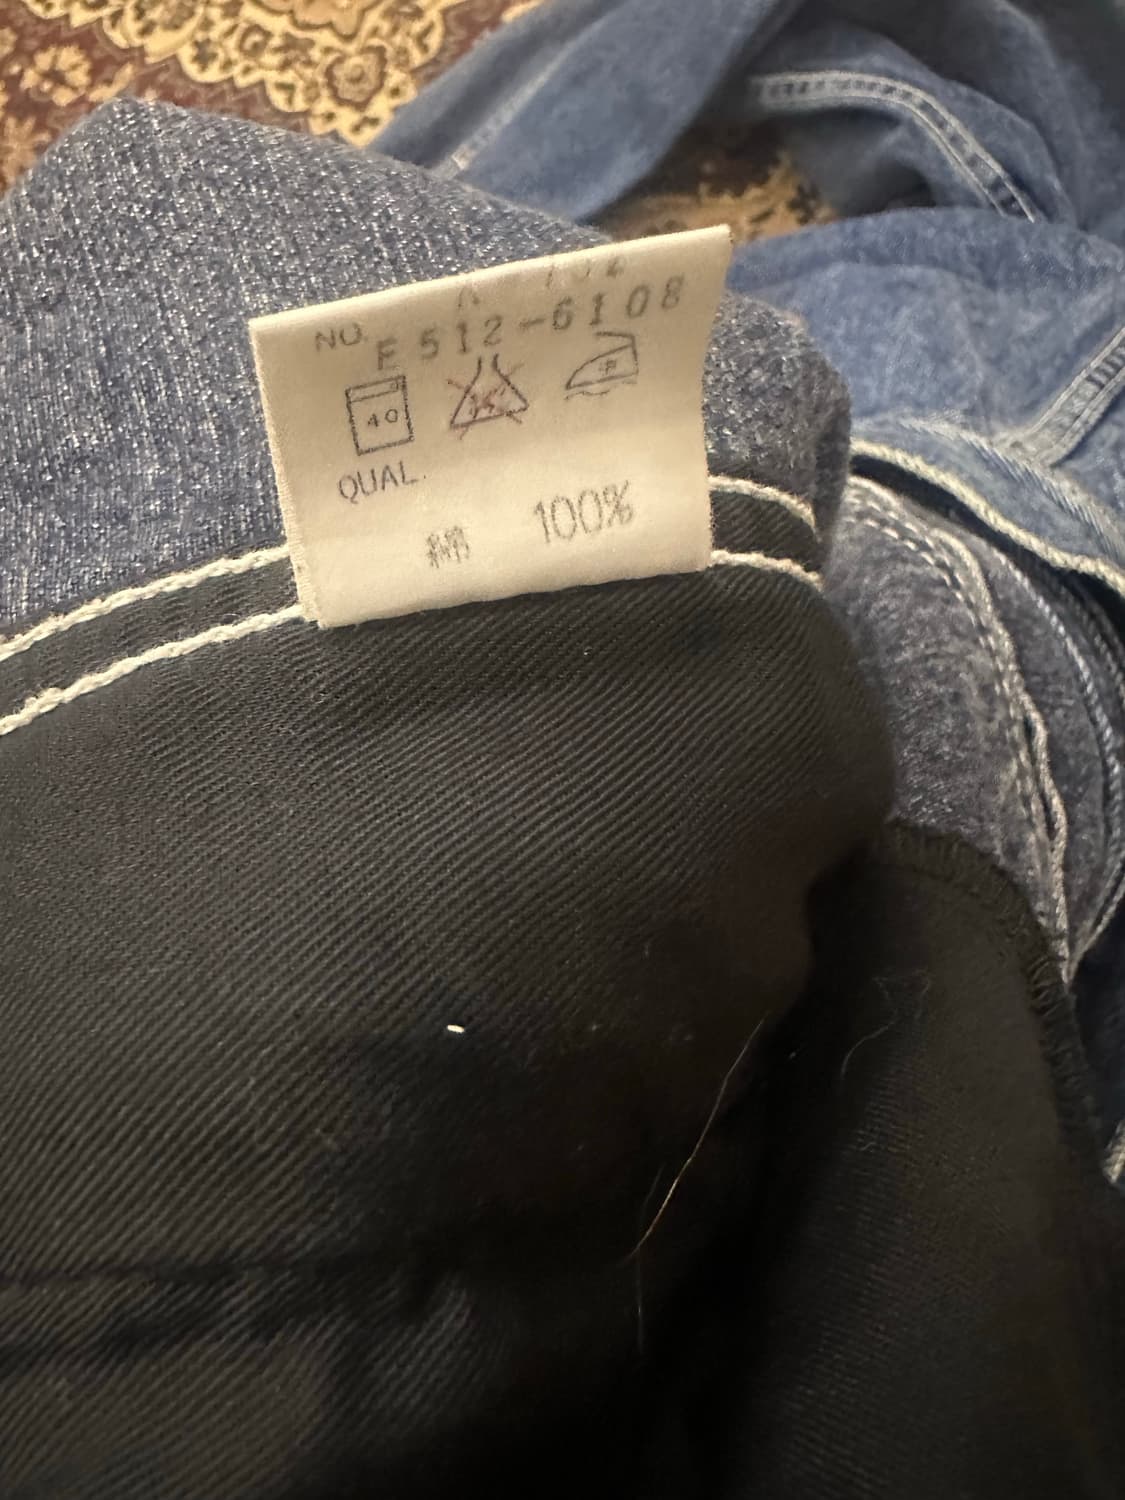 NO.
F512-6108
40
QUAL.
綿 100%